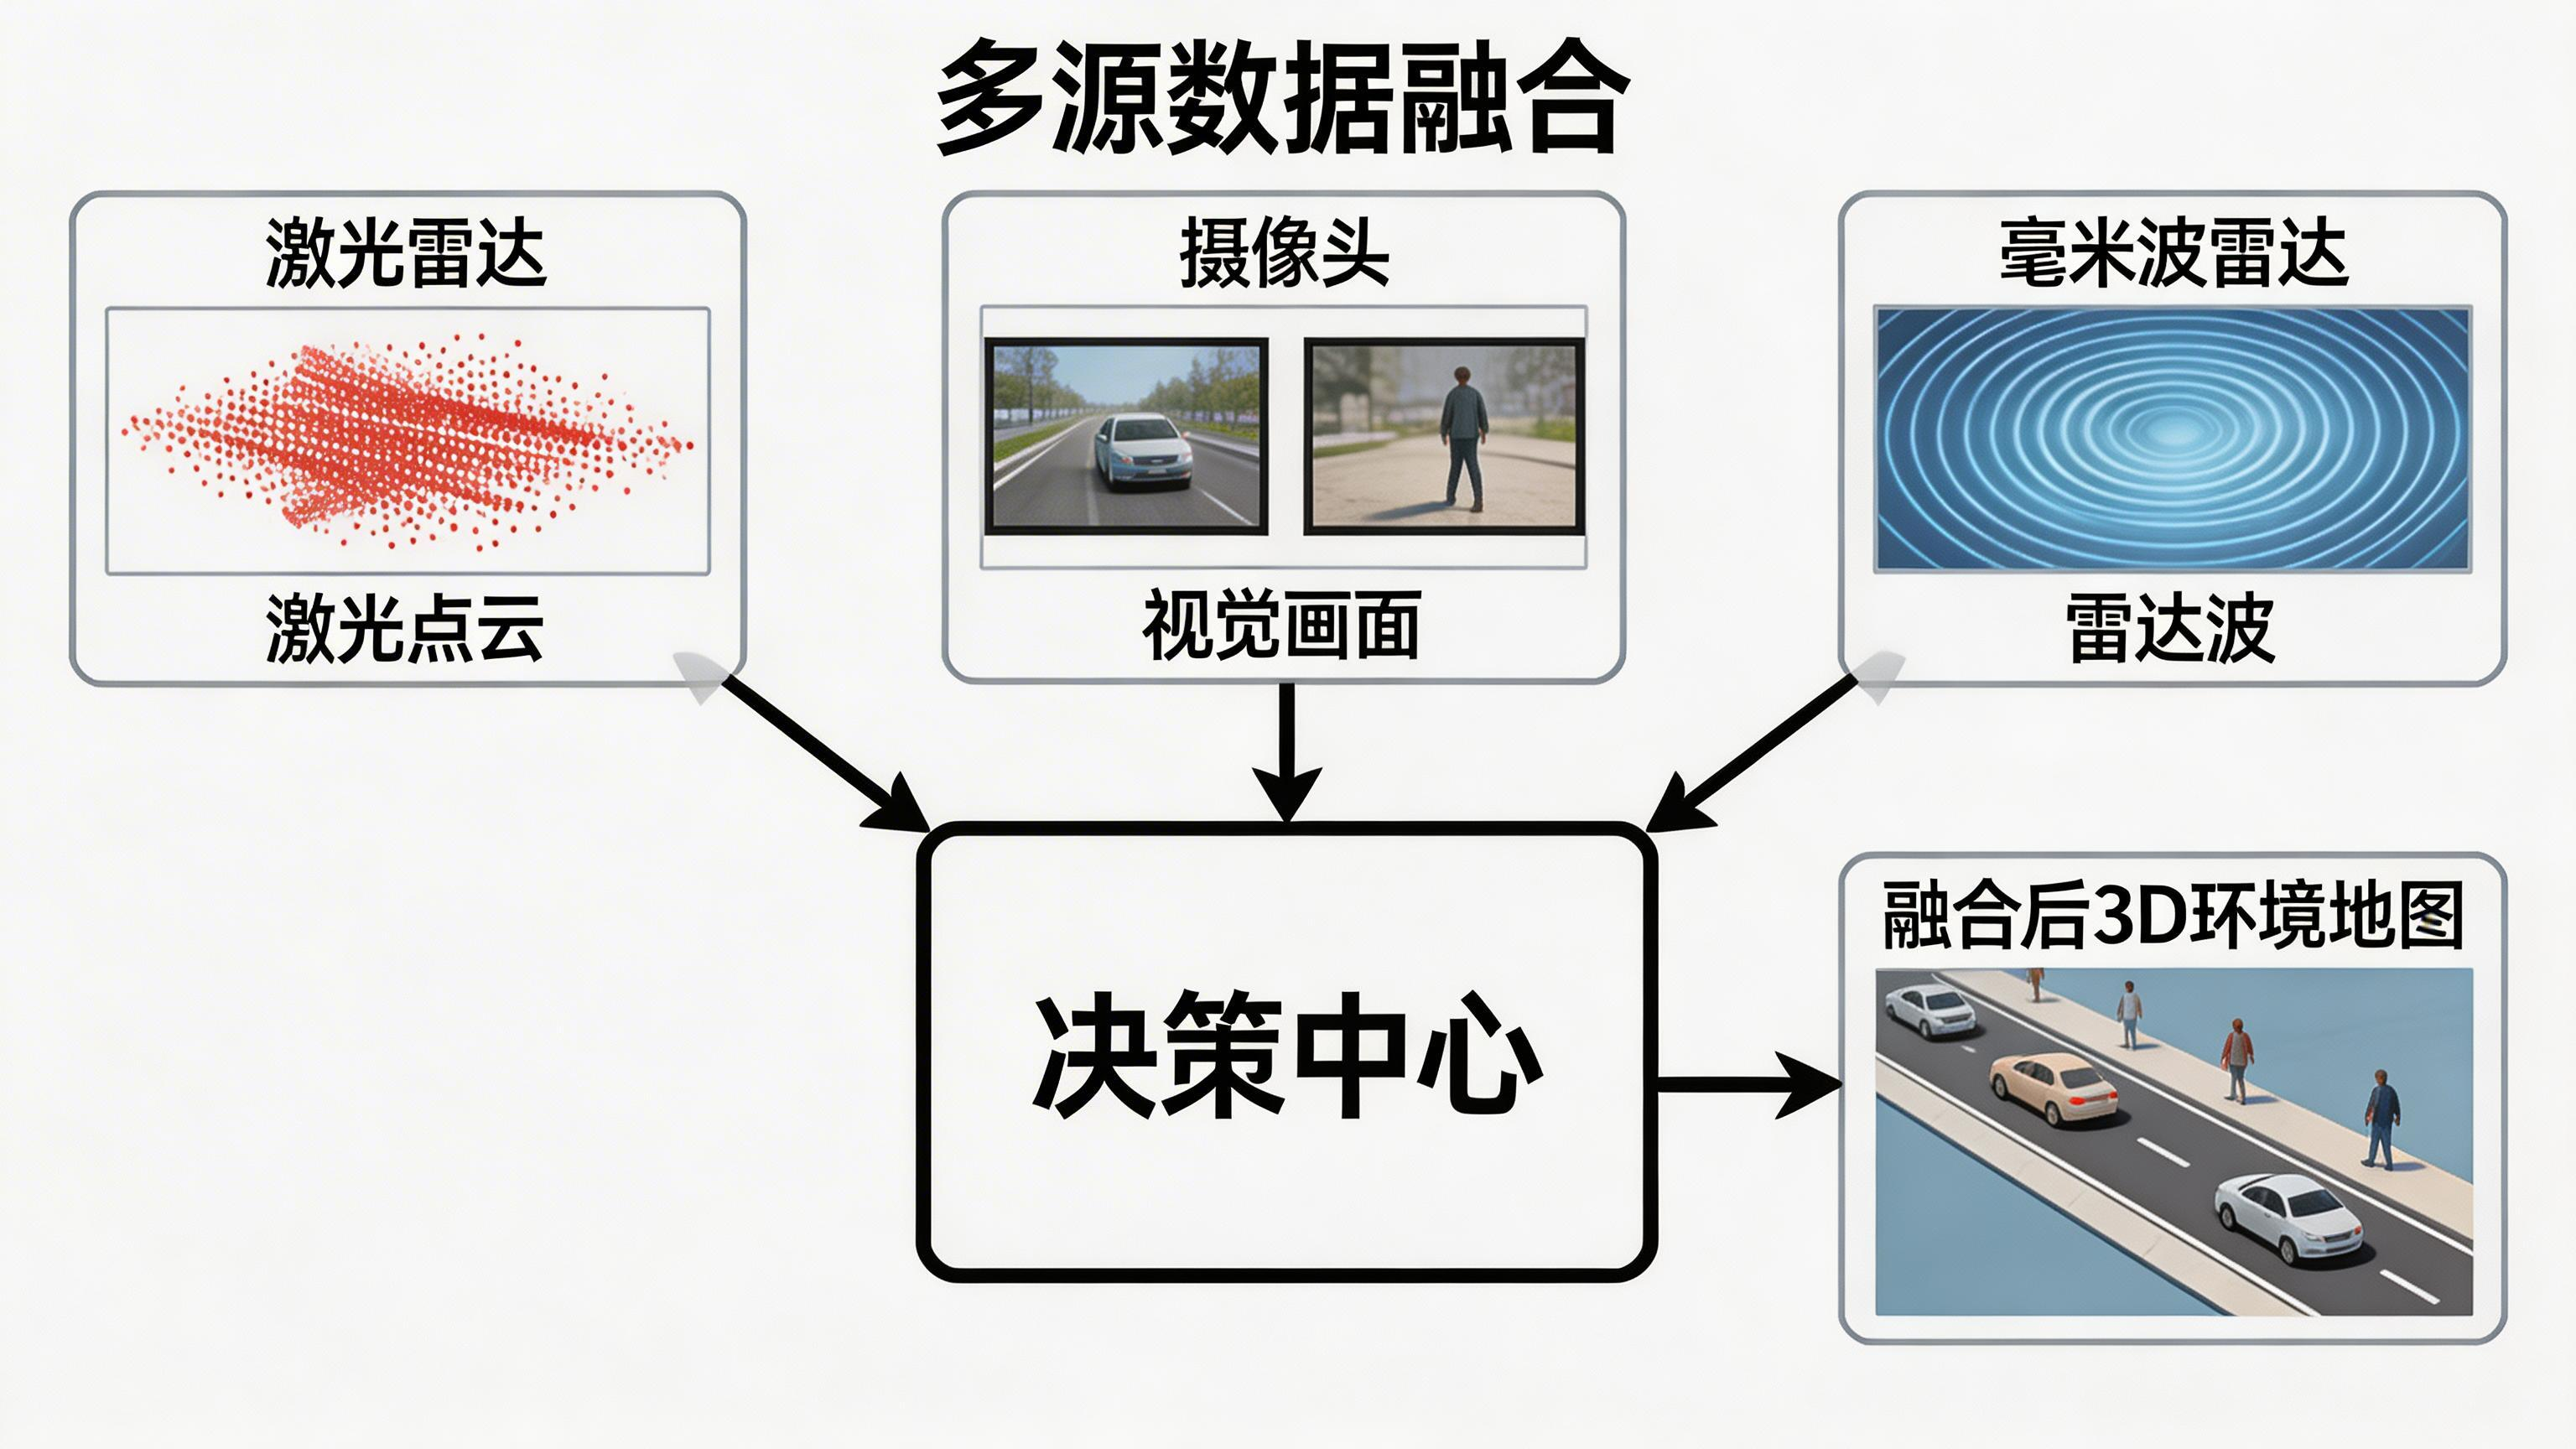 多源数据融合
激光雷达
激光点云
摄像头
视觉画面
毫米波雷达
雷达波
决策中心
融合后3D环境地图